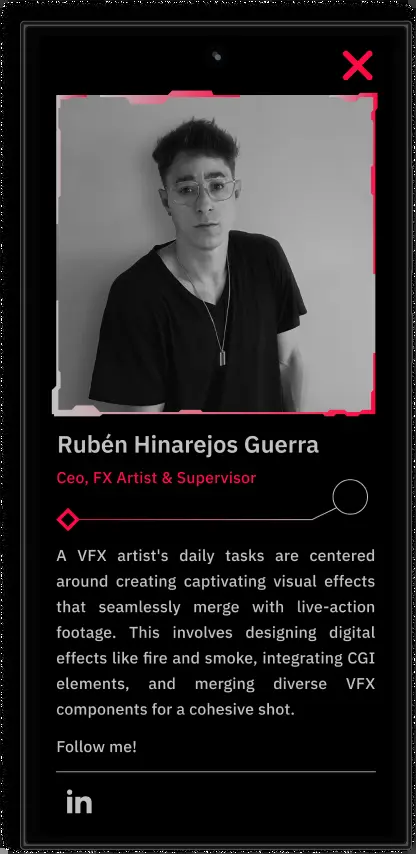 Rubén Hinarejos Guerra
Ceo, FX Artist & Supervisor
A VFX artist's daily tasks are centered
around creating captivating visual effects
that seamlessly merge with live-action
footage. This involves designing digital
effects like fire and smoke, integrating CGI
elements, and merging diverse VFX
components for a cohesive shot.
Follow me!
in